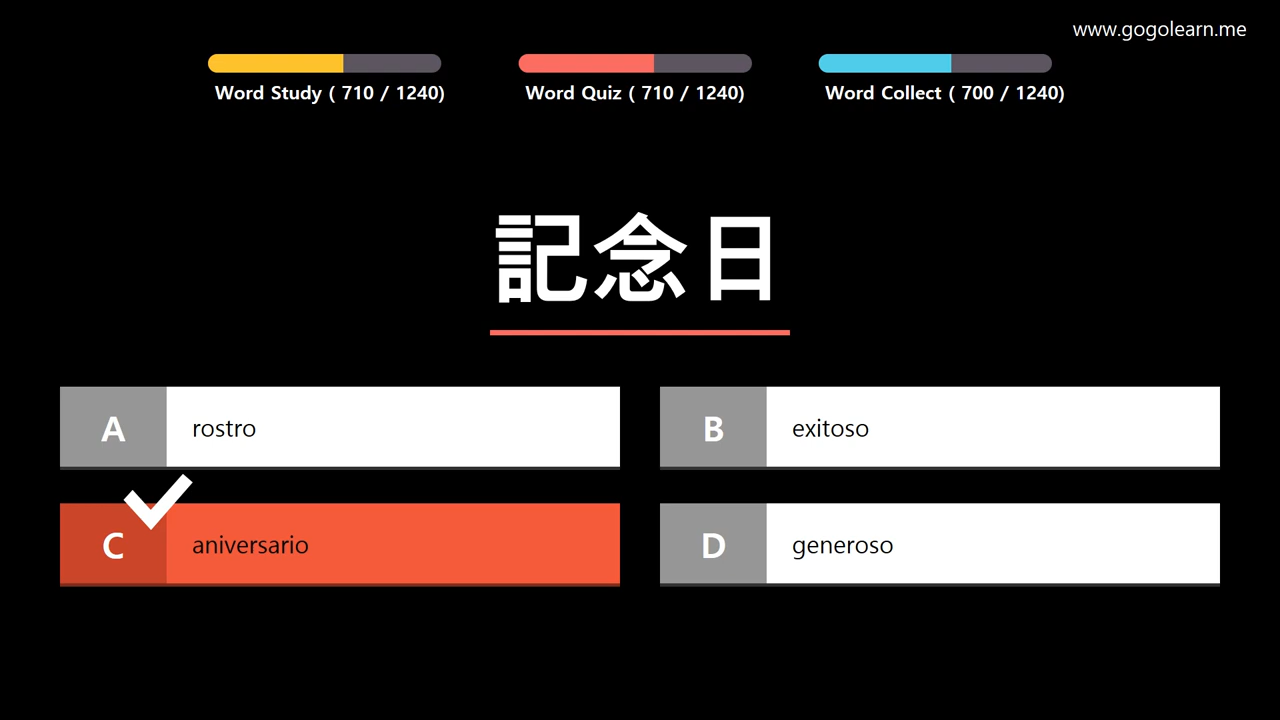 www.gogolearn.me
Word Study ( 710 / 1240)
Word Quiz ( 710 / 1240)
Word Collect ( 700 / 1240)
記念日
A rostro
B exitoso
C aniversario
D generoso